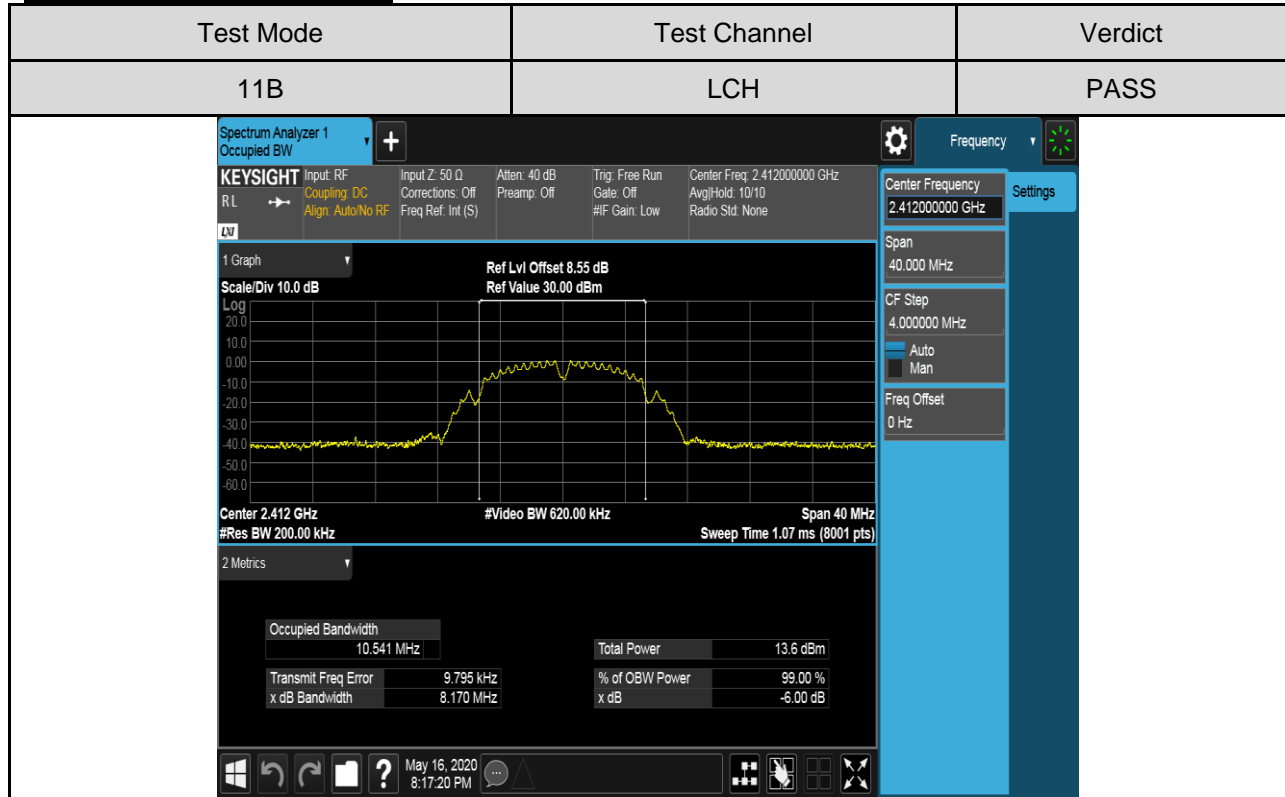 Test Mode Test Channel Verdict
11B LCH PASS
Spectrum Analyzer 1
Occupied BW
+
Frequency
KEYSIGHT Input: RF Input Z: 50 Ω Atten: 40 dB Trig: Free Run Center Freq: 2.412000000 GHz
RL Coupling: DC Corrections: Off Preamp: Off Gate: Off Avg|Hold: 10/10
Align: Auto/No RF Freq Ref: Int (S) #IF Gain: Low Radio Std: None
LXI
Center Frequency
2.412000000 GHz
Settings
Span
40.000 MHz
CF Step
4.000000 MHz
Auto
Man
Freq Offset
0 Hz
1 Graph
Ref Lvl Offset 8.55 dB
Scale/Div 10.0 dB Ref Value 30.00 dBm
Log
20.0
10.0
0.00
-10.0
-20.0
-30.0
-40.0
-50.0
-60.0
Center 2.412 GHz #Video BW 620.00 kHz Span 40 MHz
#Res BW 200.00 kHz Sweep Time 1.07 ms (8001 pts)
2 Metrics
Occupied Bandwidth
10.541 MHz
Total Power 13.6 dBm
Transmit Freq Error 9.795 kHz % of OBW Power 99.00 %
x dB Bandwidth 8.170 MHz x dB -6.00 dB
? May 16, 2020
8:17:20 PM